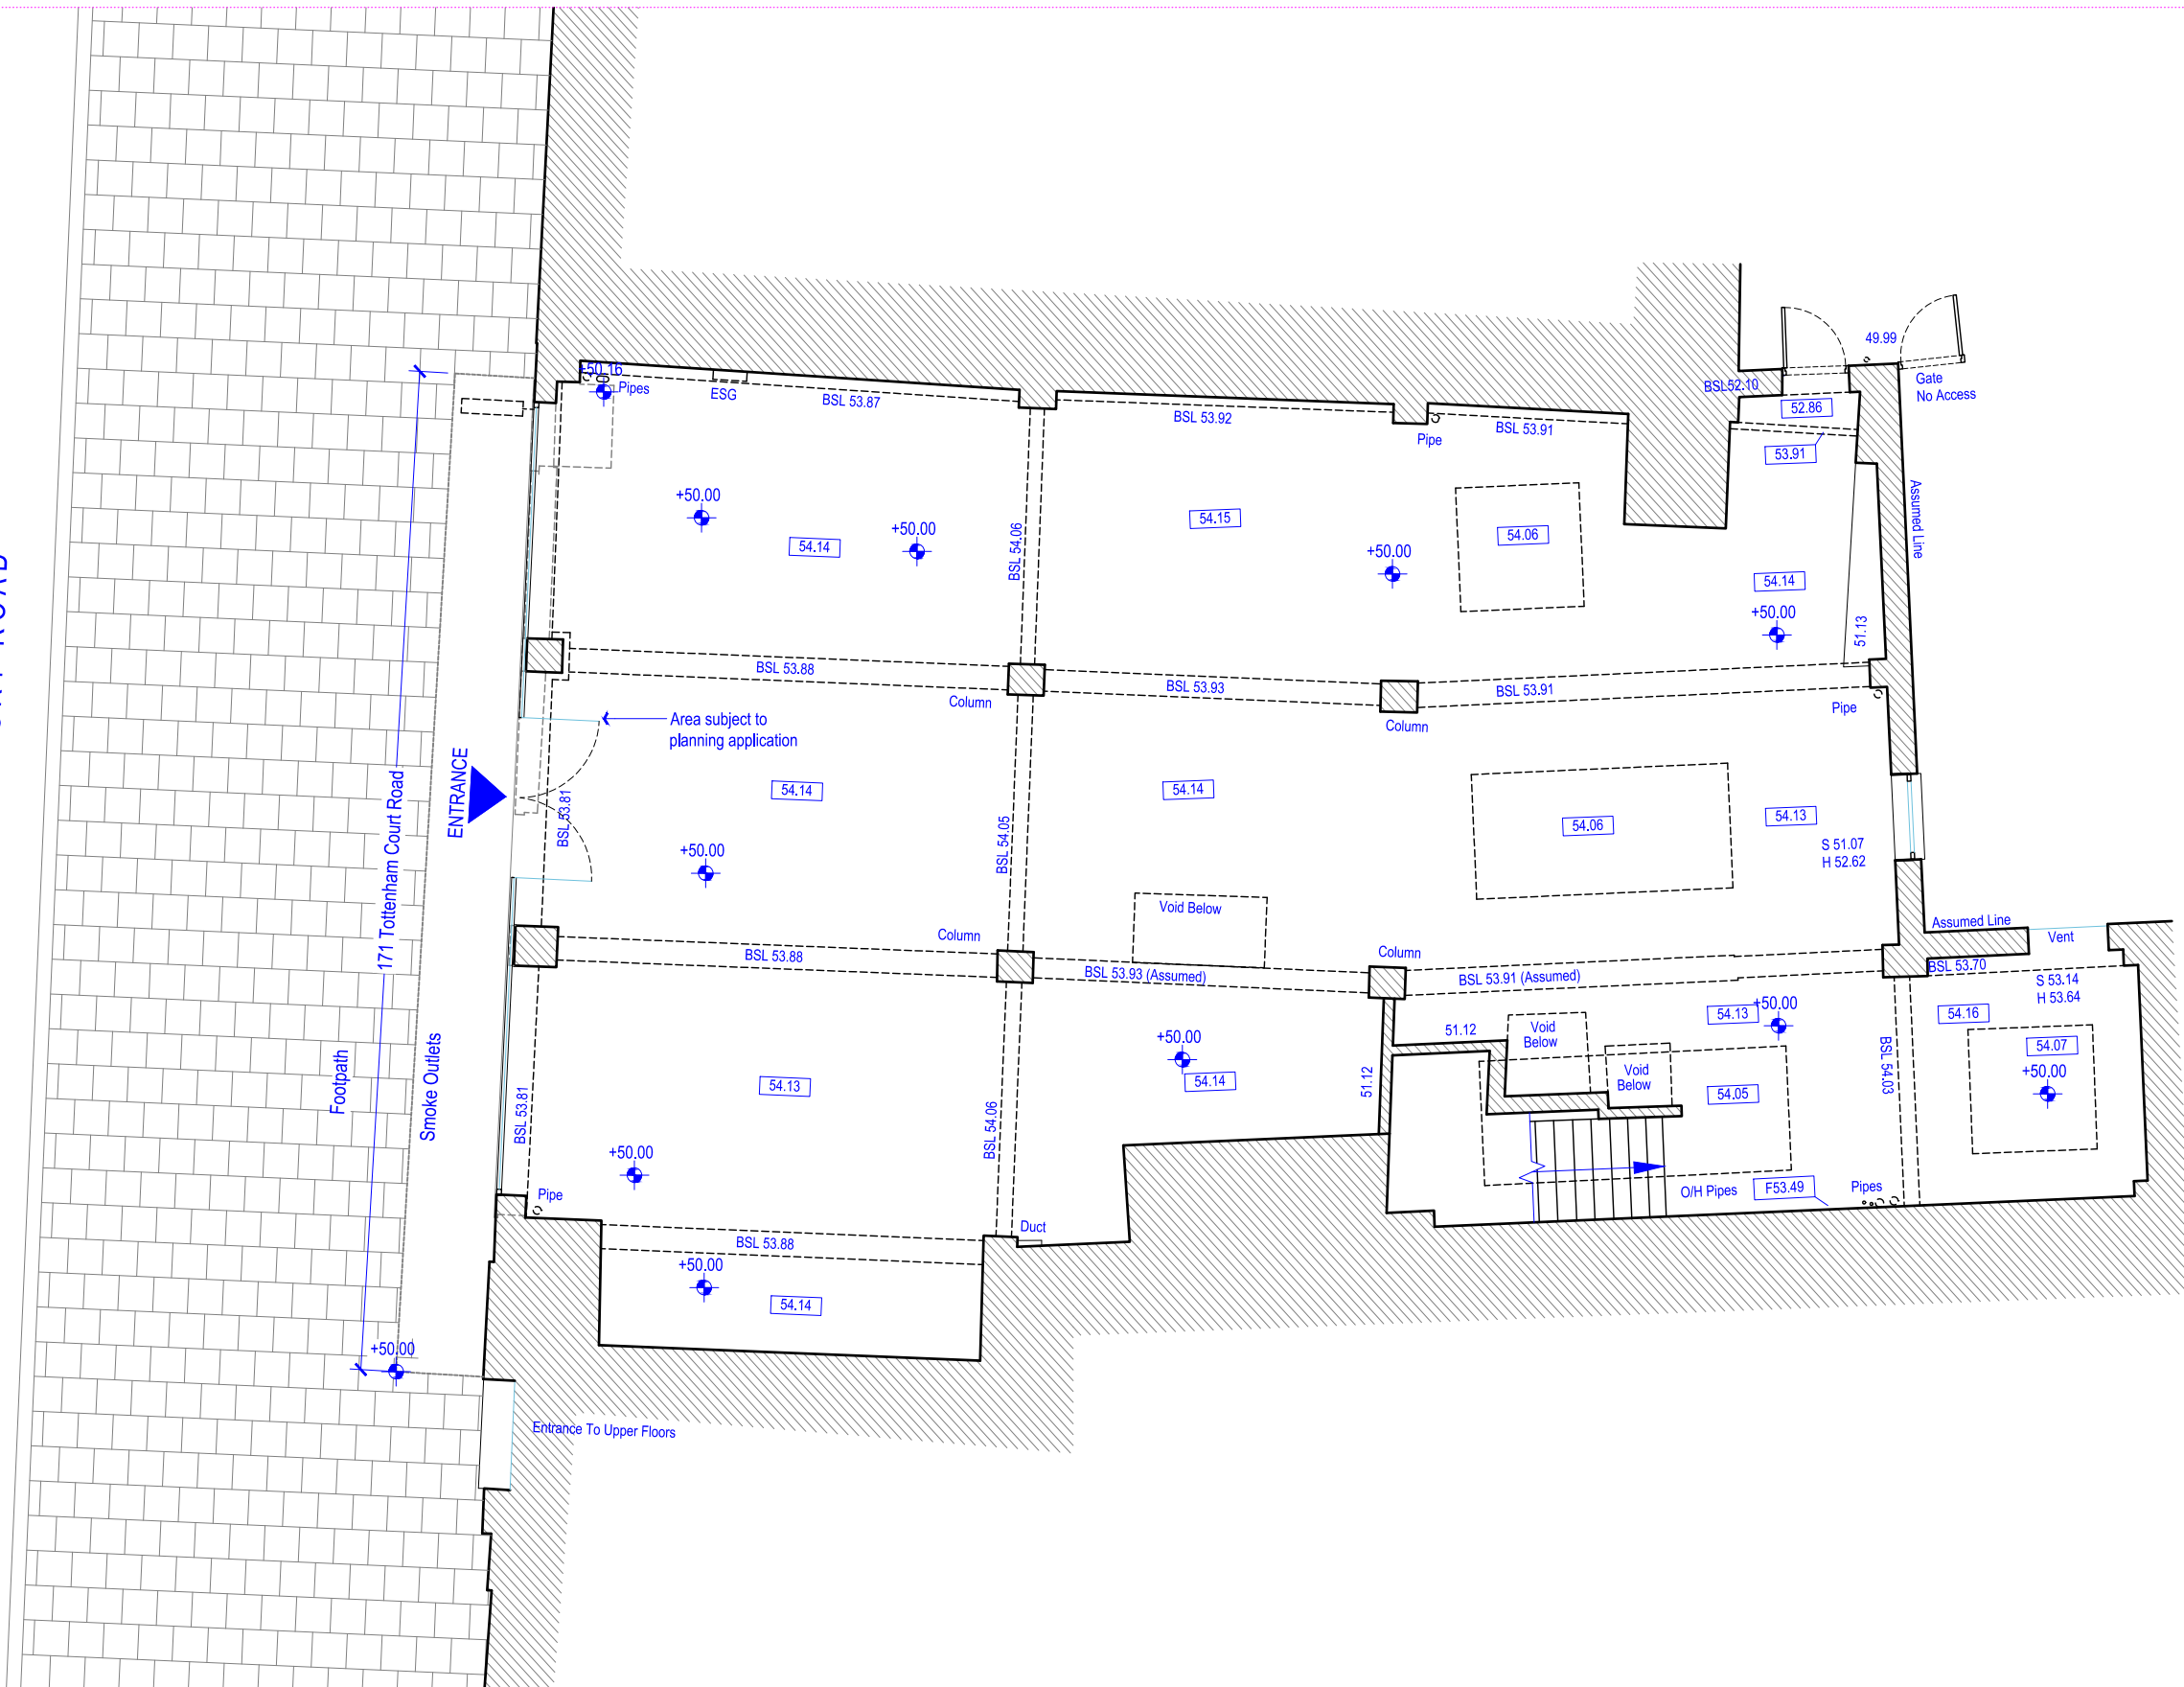 49.99
+50.16
Pipes
ESG
BSL 53.87
BSL 53.92
Pipe
BSL 53.91
BSL52.10
52.86
53.91
Gate
No Access
Assumed Line
+50.00
54.14
+50.00
BSL 54.06
54.15
+50.00
54.06
54.14
+50.00
51.13
BSL 53.88
Column
BSL 53.93
Column
BSL 53.91
Pipe
Area subject to
planning application
ENTRANCE
171 Tottenham Court Road
BSL 53.81
54.14
+50.00
BSL 54.05
54.14
54.06
54.13
S 51.07
H 52.62
Void Below
Column
BSL 53.88
BSL 53.93 (Assumed)
Column
BSL 53.91 (Assumed)
Assumed Line
Vent
BSL 53.70
S 53.14
H 53.64
54.16
54.07
+50.00
54.13
+50.00
BSL 54.03
51.12
Void
Below
Void
Below
54.05
51.12
+50.00
54.14
54.13
BSL 54.06
BSL 53.81
+50.00
Pipe
Footpath
Smoke Outlets
O/H Pipes
F53.49
Pipes
Duct
BSL 53.88
+50.00
54.14
+50.00
Entrance To Upper Floors